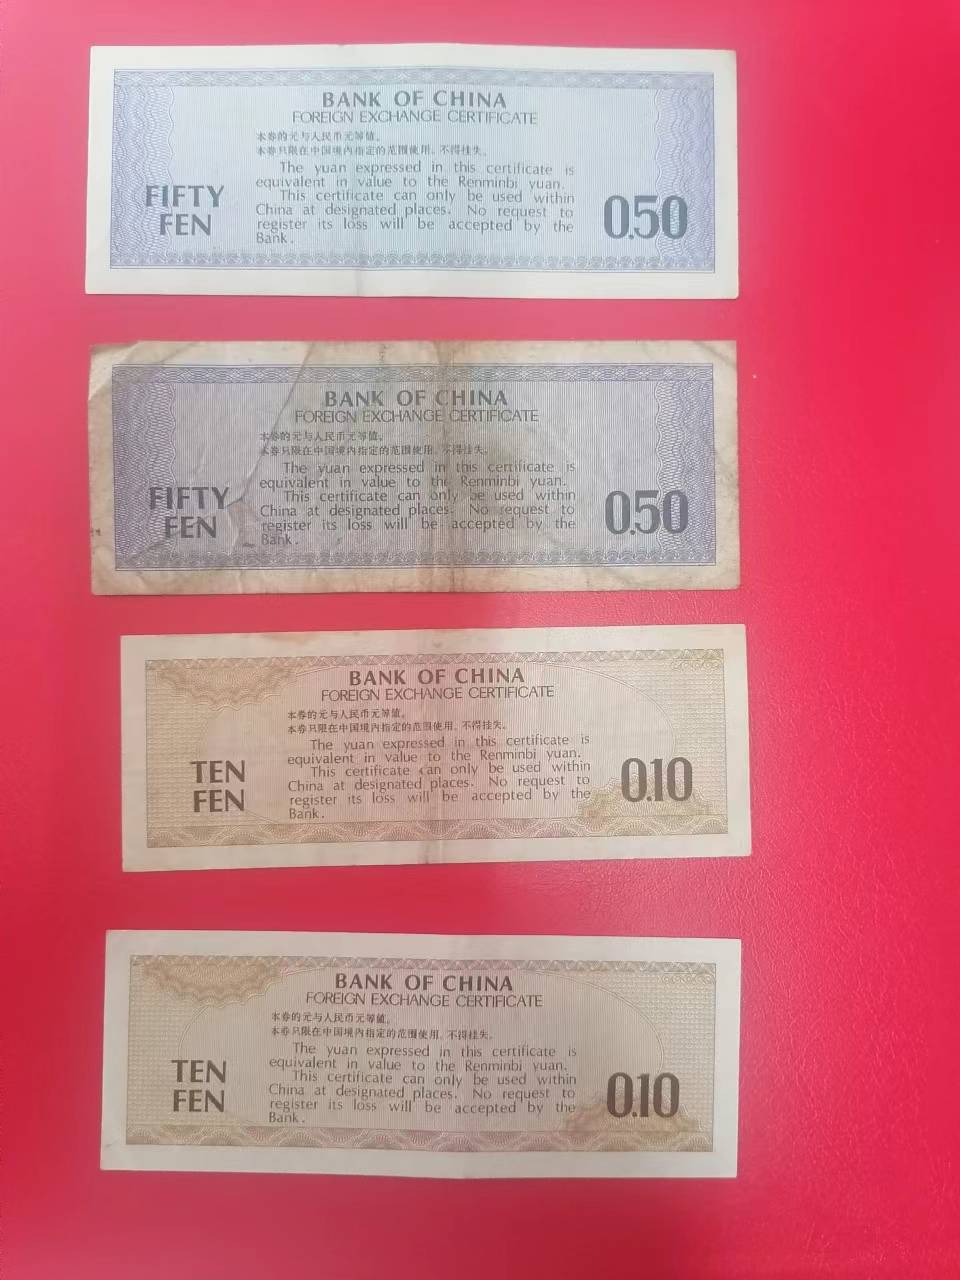 BANK OF CHINA
FOREIGN EXCHANGE CERTIFICATE
本券的元与人民币元等值。
本券只限在中国境内指定的范围使用，不得挂失。
The yuan expressed in this certificate is
equivalent in value to the Renminbi yuan.
This certificate can only be used within
China at designated places. No request to
register its loss will be accepted by the
Bank.
FIFTY
FEN
0.50
BANK OF CHINA
FOREIGN EXCHANGE CERTIFICATE
本券的元与人民币元等值。
本券只限在中国境内指定的范围使用，不得挂失。
The yuan expressed in this certificate is
equivalent in value to the Renminbi yuan.
This certificate can only be used within
China at designated places. No request to
register its loss will be accepted by the
Bank.
FIFTY
FEN
0.50
BANK OF CHINA
FOREIGN EXCHANGE CERTIFICATE
本券的元与人民币元等值。
本券只限在中国境内指定的范围使用，不得挂失。
The yuan expressed in this certificate is
equivalent in value to the Renminbi yuan.
This certificate can only be used within
China at designated places. No request to
register its loss will be accepted by the
Bank.
TEN
FEN
0.10
BANK OF CHINA
FOREIGN EXCHANGE CERTIFICATE
本券的元与人民币元等值。
本券只限在中国境内指定的范围使用，不得挂失。
The yuan expressed in this certificate is
equivalent in value to the Renminbi yuan.
This certificate can only be used within
China at designated places. No request to
register its loss will be accepted by the
Bank.
TEN
FEN
0.10